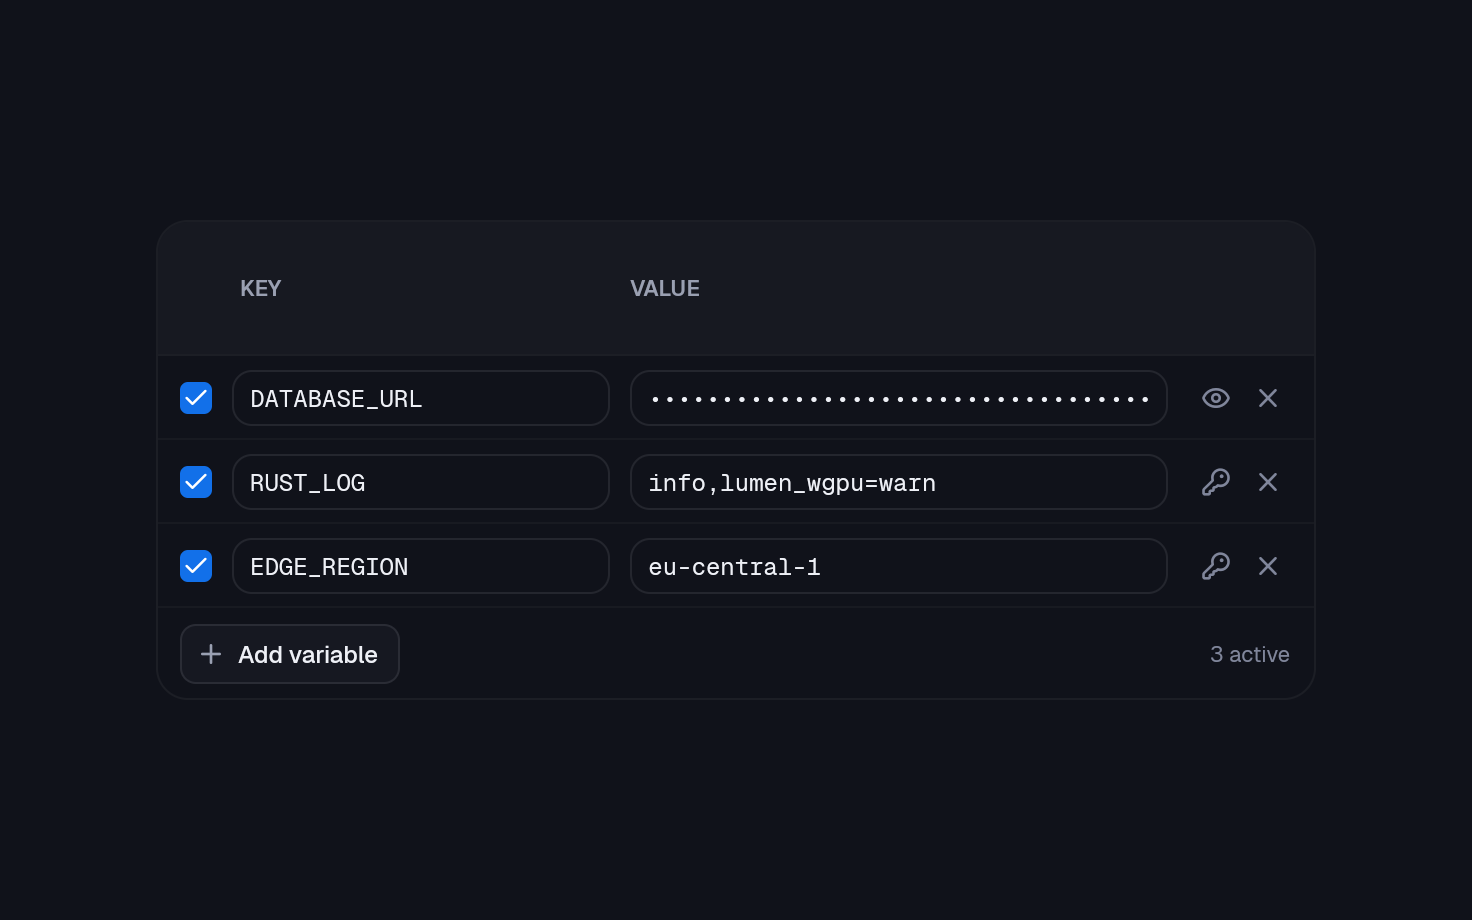 KEY VALUE
DATABASE_URL •••••••••••••••••••••••••••••••••••
RUST_LOG info,lumen_wgpu=warn
EDGE_REGION eu-central-1
Add variable 3 active